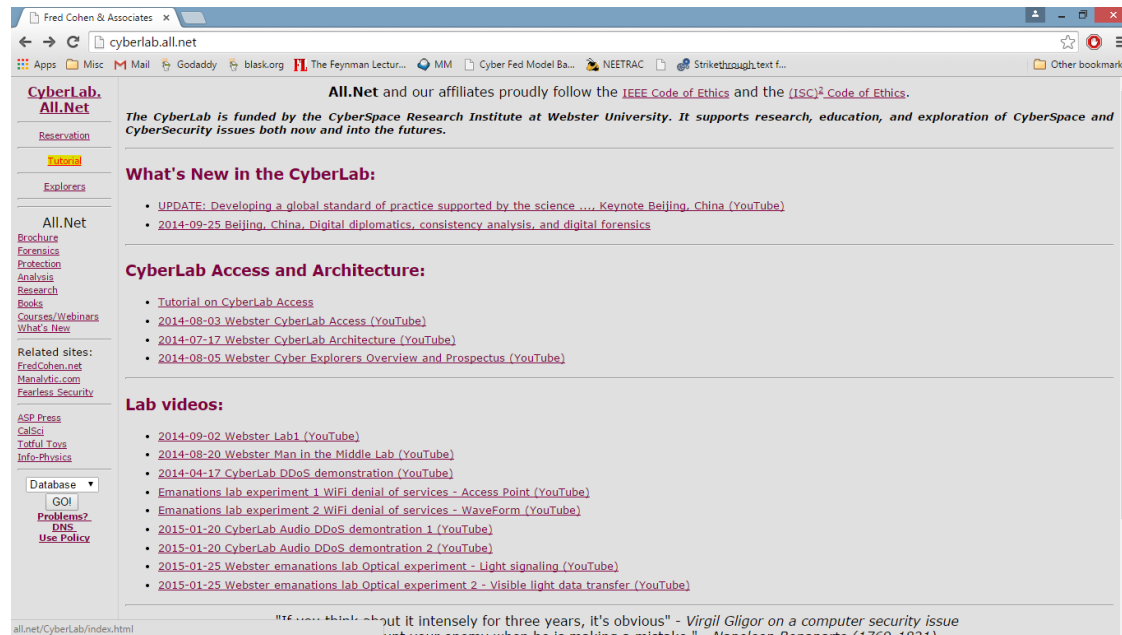 Fred Cohen & Associates
cyberlab.all.net
Apps Misc Mail Godaddy blask.org The Feynman Lectur... MM Cyber Fed Model Ba... NEETRAC Strikethrough text f... Other bookmark
CyberLab.
All.Net
Reservation
Tutorial
Explorers
All.Net
Brochure
Forensics
Protection
Analysis
Research
Books
Courses/Webinars
What's New
Related sites:
FredCohen.net
Manalytic.com
Fearless Security
ASP Press
CalSci
Totful Toys
Info-Physics
Database
GO!
Problems?
DNS
Use Policy
All.Net and our affiliates proudly follow the IEEE Code of Ethics and the (ISC)² Code of Ethics.
The CyberLab is funded by the CyberSpace Research Institute at Webster University. It supports research, education, and exploration of CyberSpace and
CyberSecurity issues both now and into the futures.
What's New in the CyberLab:
UPDATE: Developing a global standard of practice supported by the science ..., Keynote Beijing, China (YouTube)
2014-09-25 Beijing, China, Digital diplomatics, consistency analysis, and digital forensics
CyberLab Access and Architecture:
Tutorial on CyberLab Access
2014-08-03 Webster CyberLab Access (YouTube)
2014-07-17 Webster CyberLab Architecture (YouTube)
2014-08-05 Webster Cyber Explorers Overview and Prospectus (YouTube)
Lab videos:
2014-09-02 Webster Lab1 (YouTube)
2014-08-20 Webster Man in the Middle Lab (YouTube)
2014-04-17 CyberLab DDoS demonstration (YouTube)
Emanations lab experiment 1 WiFi denial of services - Access Point (YouTube)
Emanations lab experiment 2 WiFi denial of services - WaveForm (YouTube)
2015-01-20 CyberLab Audio DDoS demontration 1 (YouTube)
2015-01-20 CyberLab Audio DDoS demontration 2 (YouTube)
2015-01-25 Webster emanations lab Optical experiment - Light signaling (YouTube)
2015-01-25 Webster emanations lab Optical experiment 2 - Visible light data transfer (YouTube)
"If you think about it intensely for three years, it's obvious" - Virgil Gligor on a computer security issue
your enemy when he is making a mistake." - Napoleon Bonaparte (1769-1821)
all.net/CyberLab/index.html